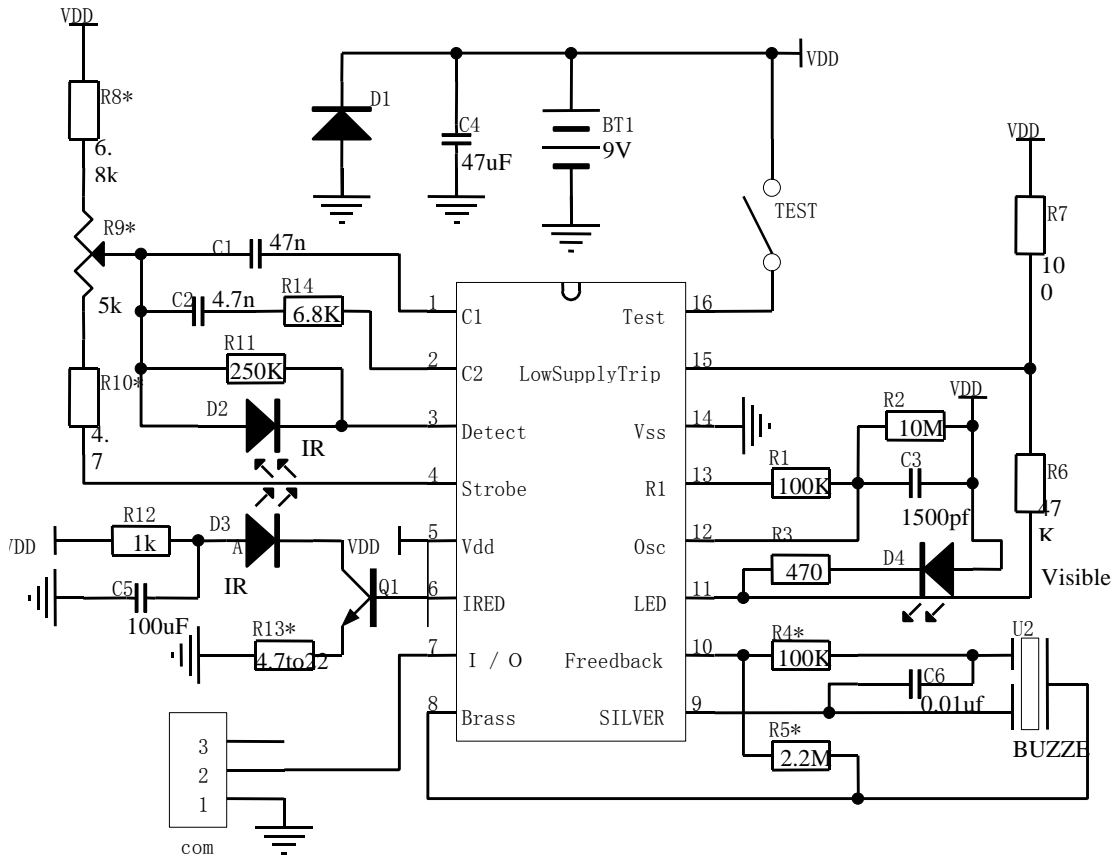 VDD
R8*
6.
8k
R9*
5k
R10*
4.
7
D1
C4
47uF
BT1
9V
VDD
TEST
VDD
R7
10
0
C1
47n
C2
4.7n
R14
6.8K
R11
250K
D2
IR
1
C1
2
C2
3
Detect
4
Strobe
5
Vdd
6
IRED
7
I / O
8
Brass
16
Test
15
LowSupplyTrip
14
Vss
13
R1
12
Osc
11
LED
10
Freedback
9
SILVER
R1
100K
R2
10M
VDD
C3
1500pf
R3
470
D4
Visible
R6
47
K
R12
1k
VDD
D3
A
IR
VDD
C5
100uF
Q1
R13*
4.7to22
R4*
100K
C6
0.01uf
R5*
2.2M
U2
BUZZE
3
2
1
com